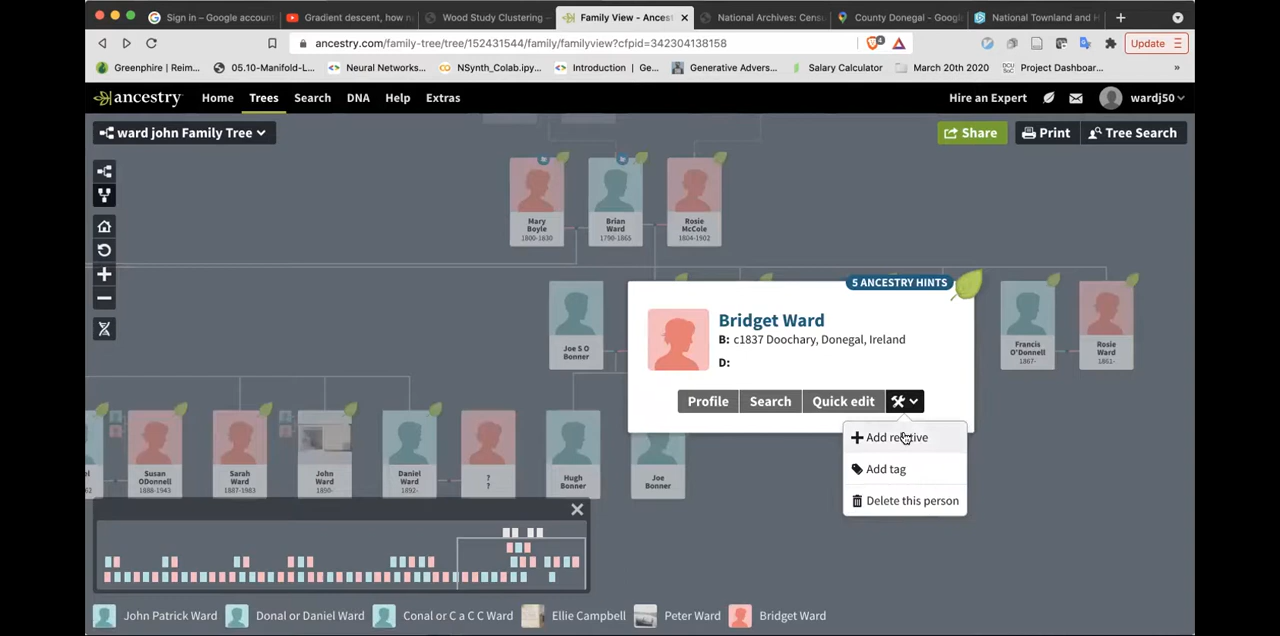 Sign in – Google accoun
Gradient descent, how n
Wood Study Clustering –
Family View – Ances
National Archives: Cens
County Donegal – Googl
National Townland and H
ancestry.com/family-tree/tree/152431544/family/familyview?cfpid=342304138158
Update
Greenphire | Reim...
05.10-Manifold-L...
Neural Networks...
NSynth_Colab.ipy...
Introduction | Ge...
Generative Advers...
Salary Calculator
March 20th 2020
Project Dashboar...
»
ancestry
Home
Trees
Search
DNA
Help
Extras
Hire an Expert
wardj50
ward john Family Tree
Share
Print
Tree Search
Mary
Boyle
1800-1830
Brian
Ward
1790-1865
Rosie
McCole
1804-1902
5 ANCESTRY HINTS
Bridget Ward
B: c1837 Doochary, Donegal, Ireland
D:
Profile
Search
Quick edit
Add relative
Add tag
Delete this person
Joe S O
Bonner
Francis
O'Donnell
1867-
Rosie
Ward
1861-
el
62
Susan
ODonnell
1888-1943
Sarah
Ward
1887-1983
John
Ward
1890-
Daniel
Ward
1892-
?
?
Hugh
Bonner
Joe
Bonner
John Patrick Ward
Donal or Daniel Ward
Conal or C a C C Ward
Ellie Campbell
Peter Ward
Bridget Ward